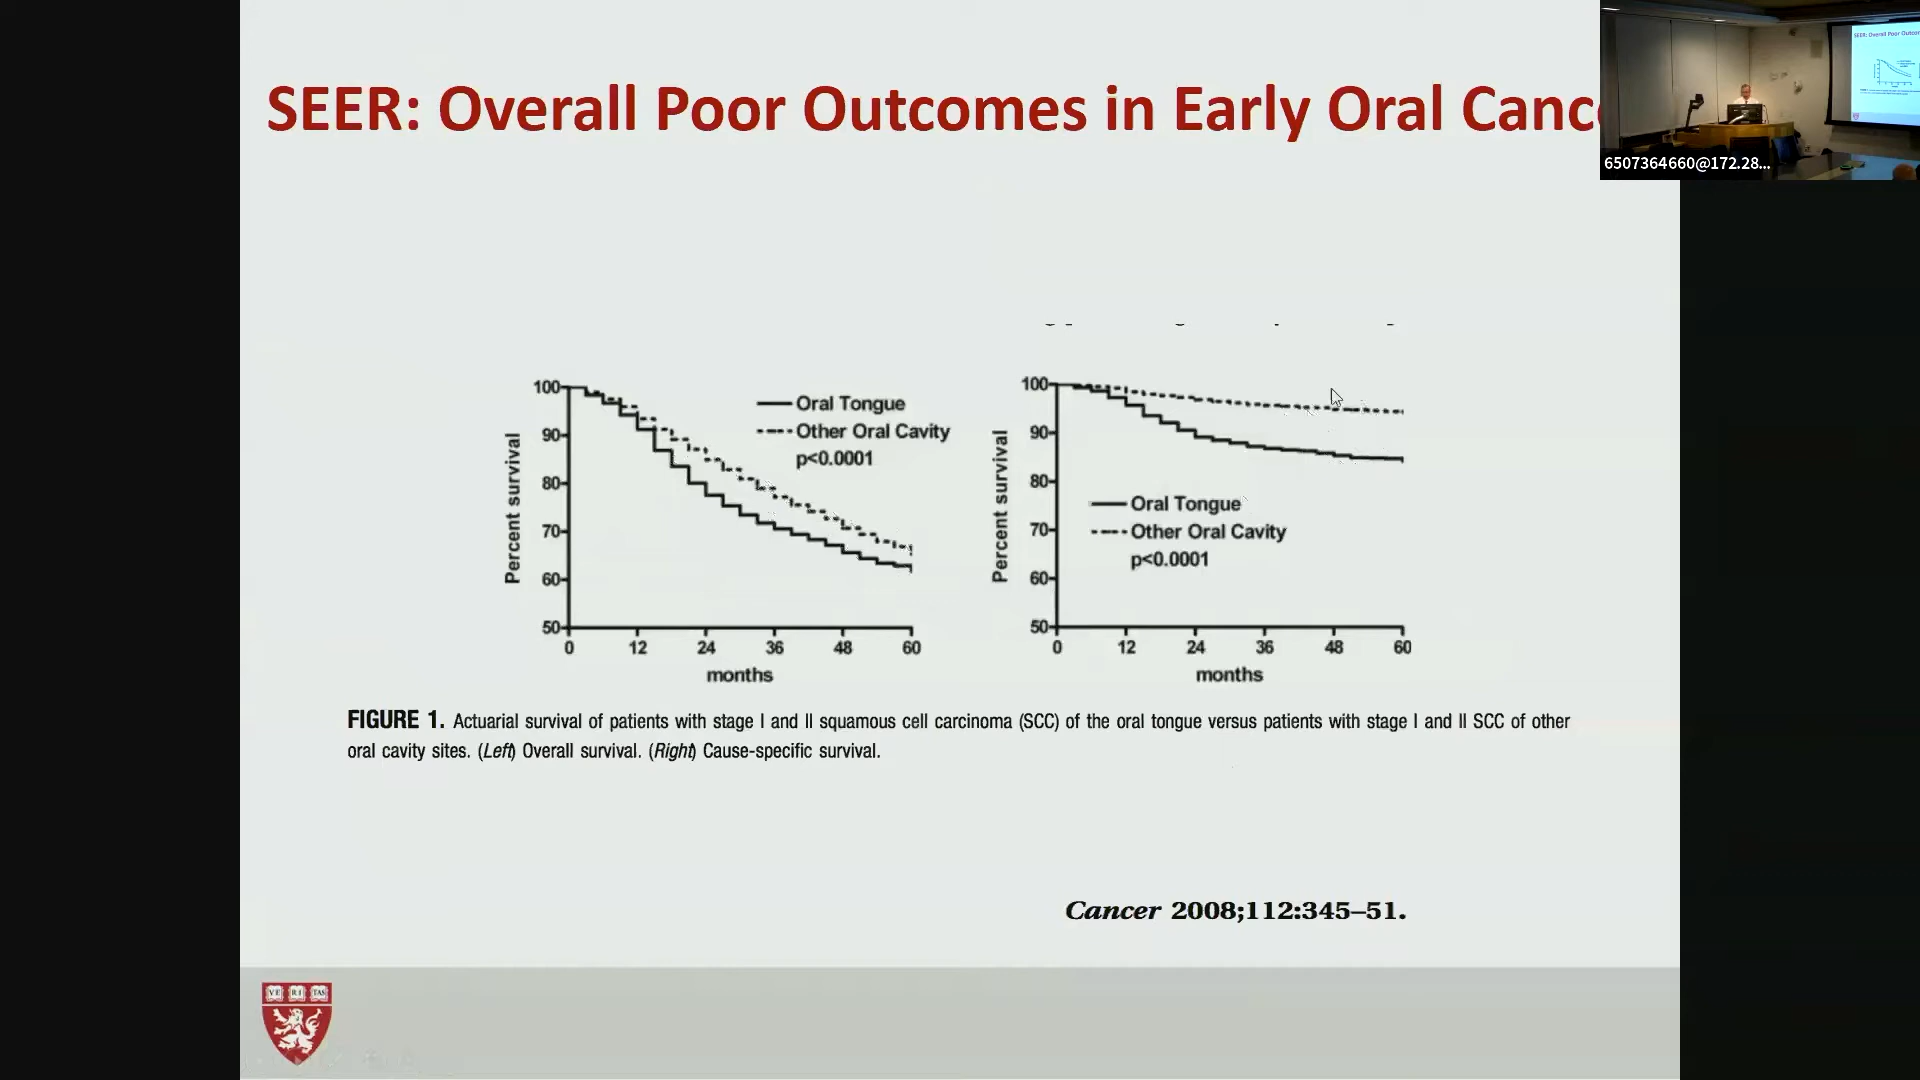 SEER: Overall Poor Outcomes in Early Oral
6507364660@172.28...
100
90
80
70
60
50
0 12 24 36 48 60
Percent survival
months
Oral Tongue
Other Oral Cavity
p<0.0001
100
90
80
70
60
50
0 12 24 36 48 60
Percent survival
months
Oral Tongue
Other Oral Cavity
p<0.0001
FIGURE 1. Actuarial survival of patients with stage I and II squamous cell carcinoma (SCC) of the oral tongue versus patients with stage I and II SCC of other
oral cavity sites. (Left) Overall survival. (Right) Cause-specific survival.
Cancer 2008;112:345–51.
VE RI TAS